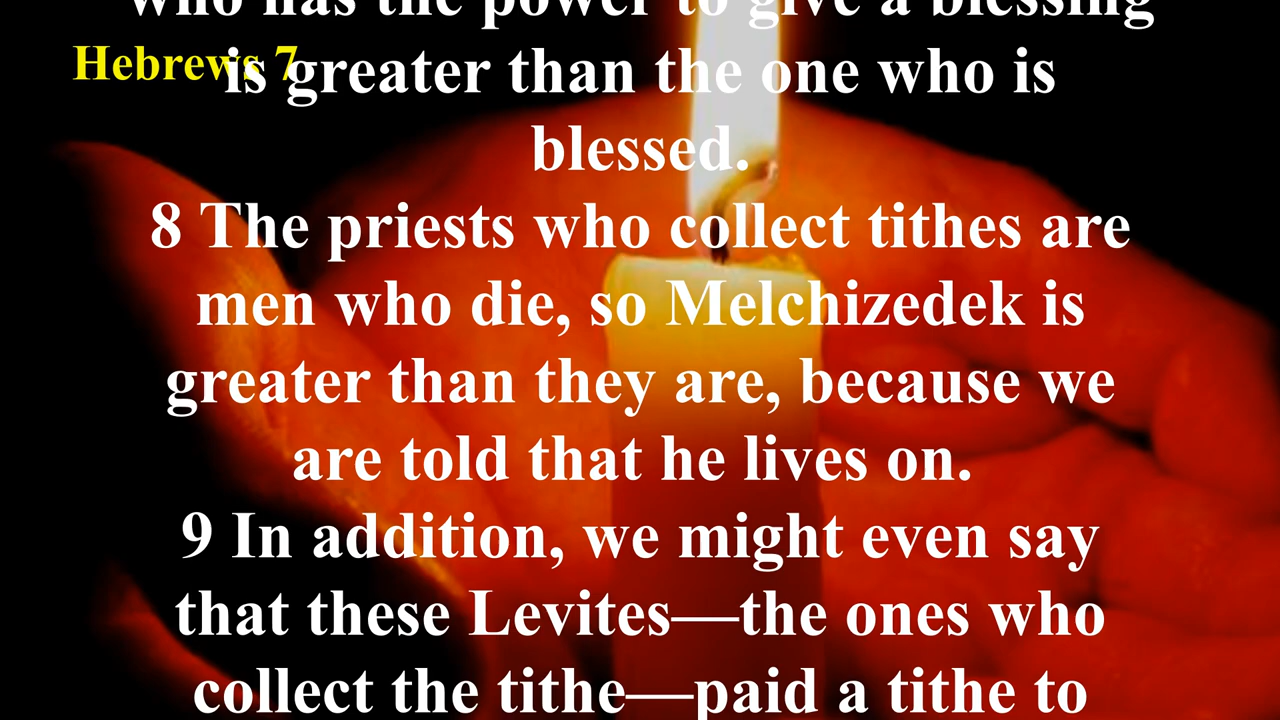 who has the power to give a blessing
Hebrews 7
is greater than the one who is
blessed.
8 The priests who collect tithes are
men who die, so Melchizedek is
greater than they are, because we
are told that he lives on.
9 In addition, we might even say
that these Levites—the ones who
collect the tithe—paid a tithe to